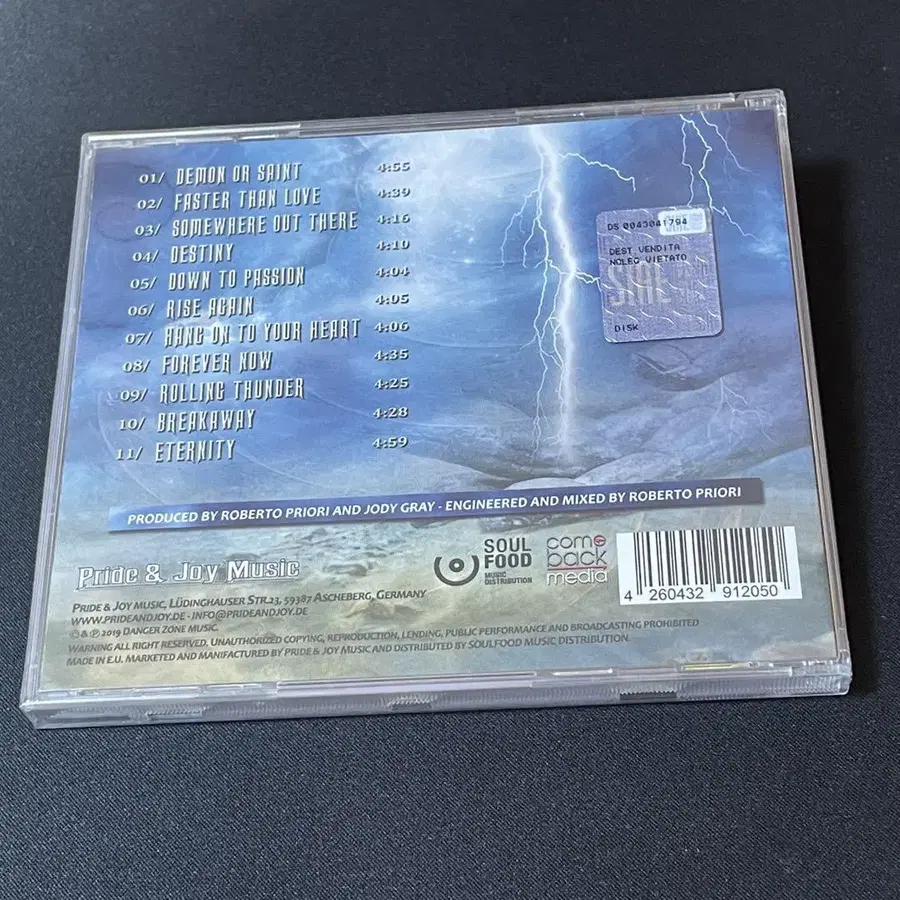 01/ DEMON OR SAINT 4:55
02/ FASTER THAN LOVE 4:39
03/ SOMEWHERE OUT THERE 4:16
04/ DESTINY 4:10
05/ DOWN TO PASSION 4:04
06/ RISE AGAIN 4:05
07/ HANG ON TO YOUR HEART 4:06
08/ FOREVER NOW 4:35
09/ ROLLING THUNDER 4:25
10/ BREAKAWAY 4:28
11/ ETERNITY 4:59
DS 0043041794
DEST VENDITA
NOLEG VIETATO
SIAE
DISK
PRODUCED BY ROBERTO PRIORI AND JODY GRAY - ENGINEERED AND MIXED BY ROBERTO PRIORI
Pride & Joy Music
SOUL
FOOD
MUSIC
DISTRIBUTION
come
back
media
4 260432 912050
PRIDE & JOY MUSIC, LÜDINGHAUSER STR.23, 59387 ASCHEBERG, GERMANY
WWW.PRIDEANDJOY.DE - INFO@PRIDEANDJOY.DE
© & ℗ 2019 DANGER ZONE MUSIC.
WARNING ALL RIGHT RESERVED. UNAUTHORIZED COPYING, REPRODUCTION, LENDING, PUBLIC PERFORMANCE AND BROADCASTING PROHIBITED
MADE IN E.U. MARKETED AND MANIFACTURED BY PRIDE & JOY MUSIC AND DISTRIBUTED BY SOULFOOD MUSIC DISTRIBUTION.